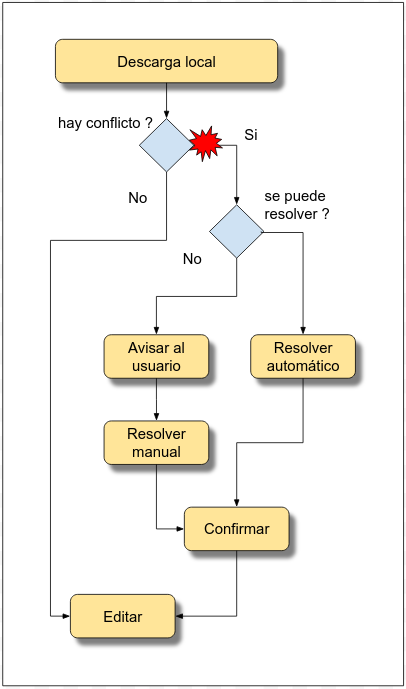 Descarga local
hay conflicto ?
Si
No
se puede
resolver ?
No
Avisar al
usuario
Resolver
automático
Resolver
manual
Confirmar
Editar